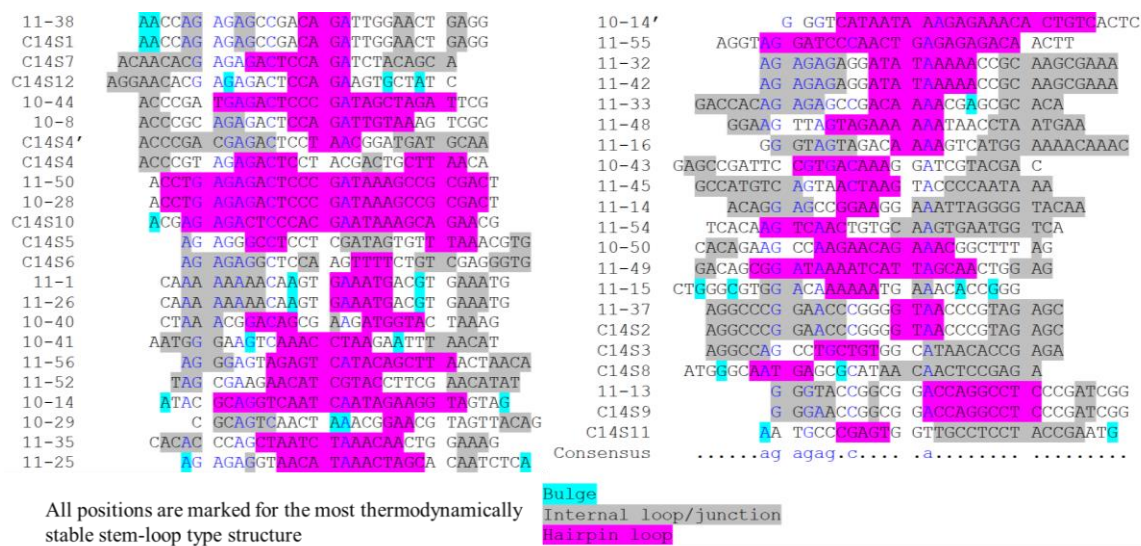 11-38 AACCAG AGAGCCGACA GATTGGAACT GAGG
C14S1 AACCAG AGAGCCGACA GATTGGAACT GAGG
C14S7 ACAACACG AGAGACTCCA GATCTACAGC A
C14S12 AGGAACACG AGAGAGACTCCA GAAGTGCTAT C
10-44 ACCCGA TGAGACTCCC GATAGCTAGA TTCG
10-8 ACCCGC AGAGACTCCA GATTGTAAAG TCGC
C14S4' ACCCGA CGAGACTCCT AACGGATGAT GCAA
C14S4 ACCCGT AGAGACTCCT ACGACTGCTT AACA
11-50 ACCTG AGAGACTCCC GATAAAGCCG CGACT
10-28 ACCTG AGAGACTCCC GATAAAGCCG CGACT
C14S10 ACGAG AGAGACTCCCAC GAATAAAGCA GAACG
C14S5 AG AGAGGGCCTCCT CGATAGTGTT TAAACGTG
C14S6 AG AGAGAGGCTCCA AGTTTTCTGT CGAGGGTG
11-1 CAAA AAAAACAAGT GAAATGACGT GAAATG
11-26 CAAA AAAAACAAGT GAAATGACGT GAAATG
10-40 CTAA ACGGACAGCG AAGATGGTAC TAAAG
10-41 AATGG GAAGTCAAAC CTAAGAATTT AACAT
11-56 AG GGAGTAGAGT CATACAGCTT AACTAACA
11-52 TAG CGAAGAACAT CGTACCTTCG AACATAT
10-14 ATAC GCAGGTCAAT CAATAGAAGG TAGTAG
10-29 C GCAGTCAACT AAACGGAACG TAGTTACAG
11-35 CACAC CCAGCTAATC TAAACAACTG GAAAG
11-25 AG AGAGGTAACA TAAACTAGCA CAATCTCA
10-14' G GGTCATAATA AAGAGAAACA CTGTCACTC
11-55 AGGTAG GATCCCAACT GAGAGAGACA ACTT
11-32 AG AGAGAGGATA TAAAAACCGC AAGCGAAA
11-42 AG AGAGAGGATA TAAAAACCGC AAGCGAAA
11-33 GACCACAG AGAGCCGACA AAACGAGCGC ACA
11-48 GGAAG TTAGTAGAAA AAATAACCTA ATGAA
11-16 GG GTAGTAGACA AAAGTCATGG AAAACAAAC
10-43 GAGCCGATTC CGTGACAAAG GATCGTACGA C
11-45 GCCATGTC AGTAACTAAG TACCCCAATA AA
11-14 ACAGG AGCCGGAAGG AAATTAGGGG TACAA
11-54 TCACAAG TCAACTGTGC AAGTGAATGG TCA
10-50 CACAGAAG CCAAGAACAG AAACGGCTTT AG
11-49 GACAGCGG ATAAAATCAT TAGCAACTGG AG
11-15 CTGGGCGTGG ACAAAAAATG AAACACCGGG
11-37 AGGCCCG GAACCCGGGG TAACCCGTAG AGC
C14S2 AGGCCCG GAACCCGGGG TAACCCGTAG AGC
C14S3 AGGCCAG CCTGCTGTGG CATAACACCG AGA
C14S8 ATGGGCAAT GAGCGCATAA CAACTCCGAG A
11-13 G GGTACCGGCG GACCAGGCCT CCCGATCGG
C14S9 G GGAACCGGCG GACCAGGCCT CCCGATCGG
C14S11 AA TGCCCGAGTG GTTGCCTCCT ACCGAATG
Consensus ......ag agag.c.... .a........ .........
All positions are marked for the most thermodynamically
stable stem-loop type structure
Bulge
Internal loop/junction
Hairpin loop